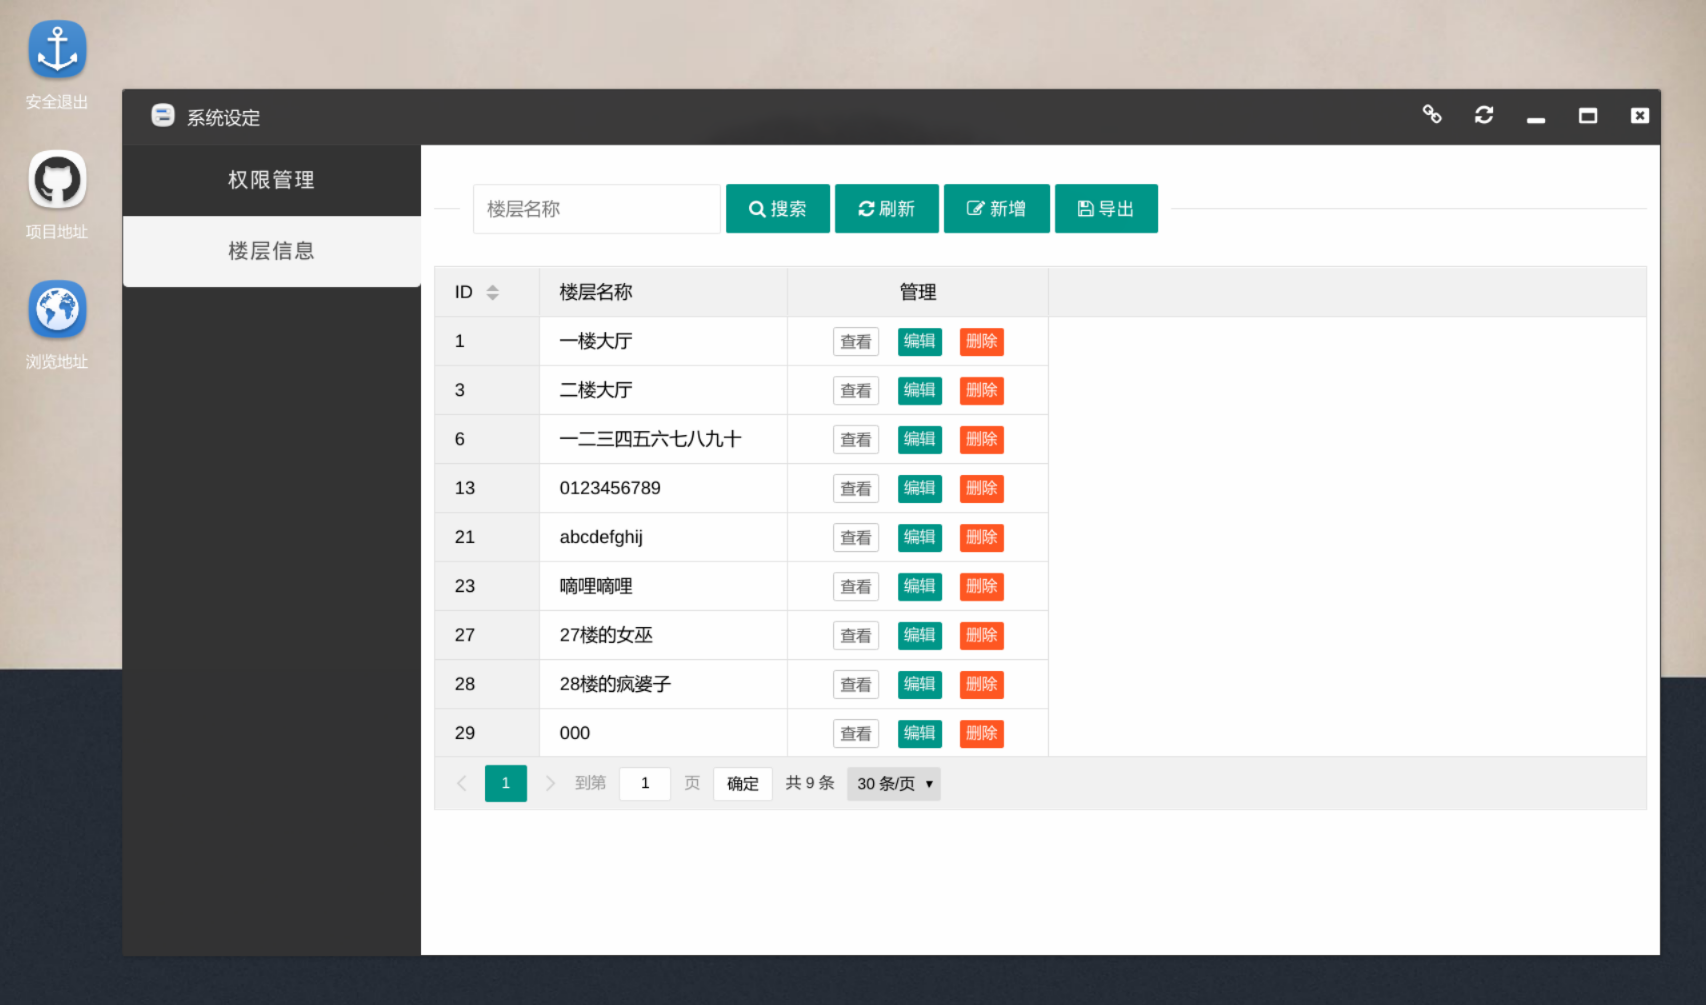 安全退出
项目地址
浏览地址
系统设定
权限管理
楼层信息
楼层名称 搜索 刷新 新增 导出
ID 楼层名称 管理
1 一楼大厅 查看 编辑 删除
3 二楼大厅 查看 编辑 删除
6 一二三四五六七八九十 查看 编辑 删除
13 0123456789 查看 编辑 删除
21 abcdefghij 查看 编辑 删除
23 嘀哩嘀哩 查看 编辑 删除
27 27楼的女巫 查看 编辑 删除
28 28楼的疯婆子 查看 编辑 删除
29 000 查看 编辑 删除
1 到第 1 页 确定 共 9 条 30 条/页